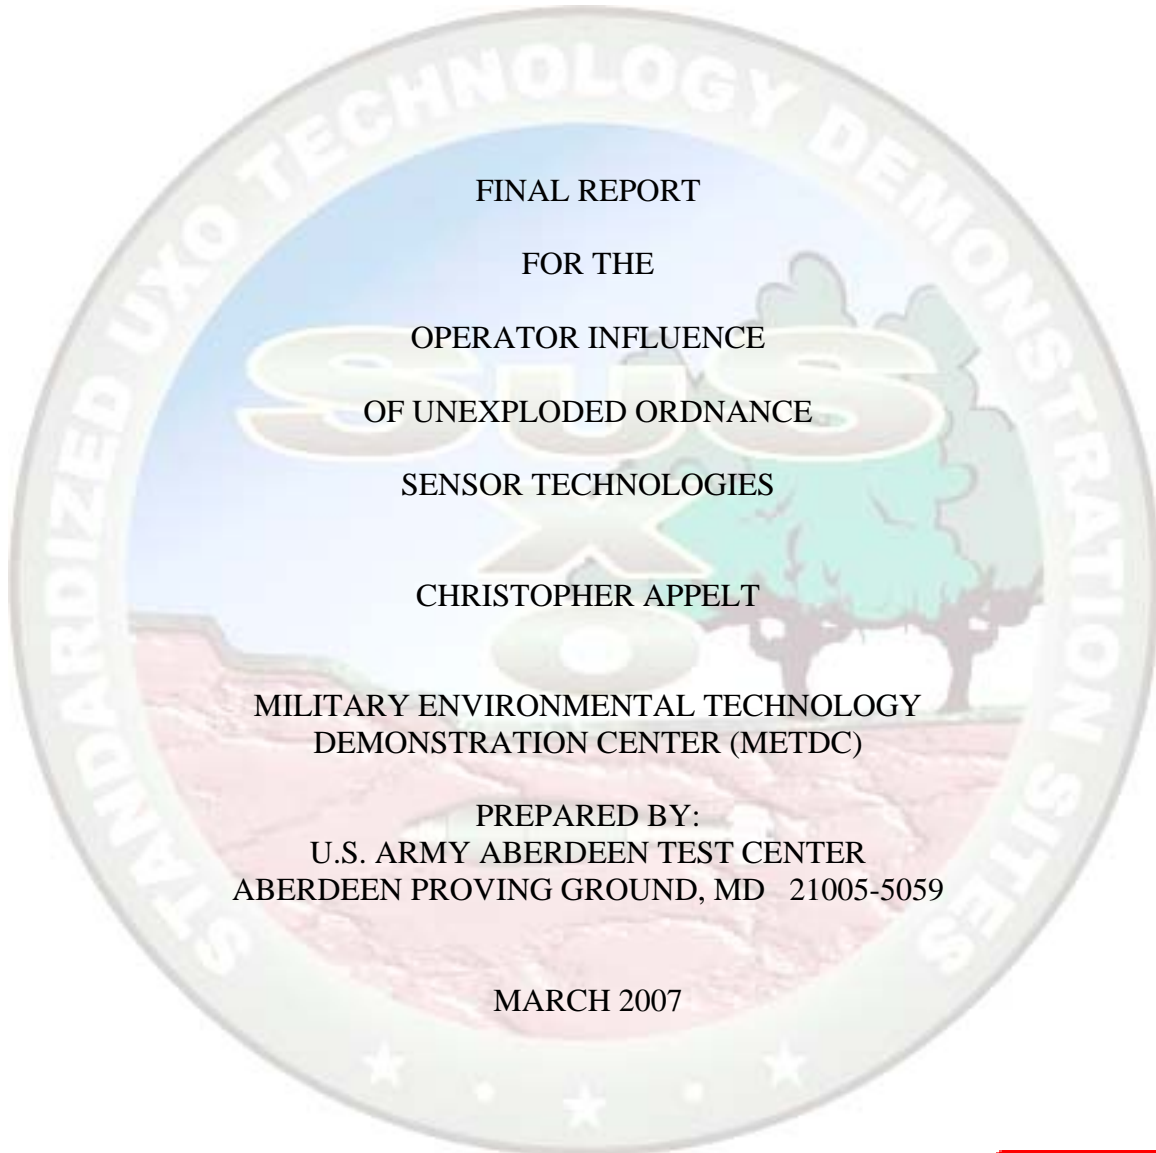 STANDARDIZED UXO TECHNOLOGY DEMONSTRATION SITES
FINAL REPORT
FOR THE
OPERATOR INFLUENCE
SuS
OF UNEXPLODED ORDNANCE
SENSOR TECHNOLOGIES
X
CHRISTOPHER APPELT
O
MILITARY ENVIRONMENTAL TECHNOLOGY
DEMONSTRATION CENTER (METDC)
PREPARED BY:
U.S. ARMY ABERDEEN TEST CENTER
ABERDEEN PROVING GROUND, MD 21005-5059
MARCH 2007